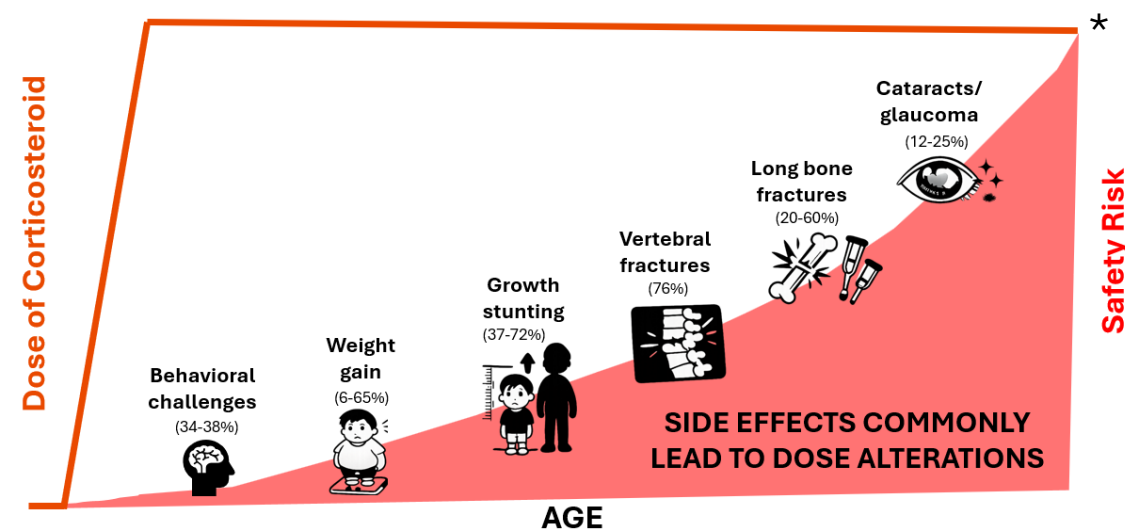 *
Dose of Corticosteroid
Cataracts/
glaucoma
(12-25%)
Long bone
fractures
(20-60%)
Vertebral
fractures
(76%)
Growth
stunting
(37-72%)
Weight
gain
(6-65%)
Behavioral
challenges
(34-38%)
Safety Risk
SIDE EFFECTS COMMONLY
LEAD TO DOSE ALTERATIONS
AGE